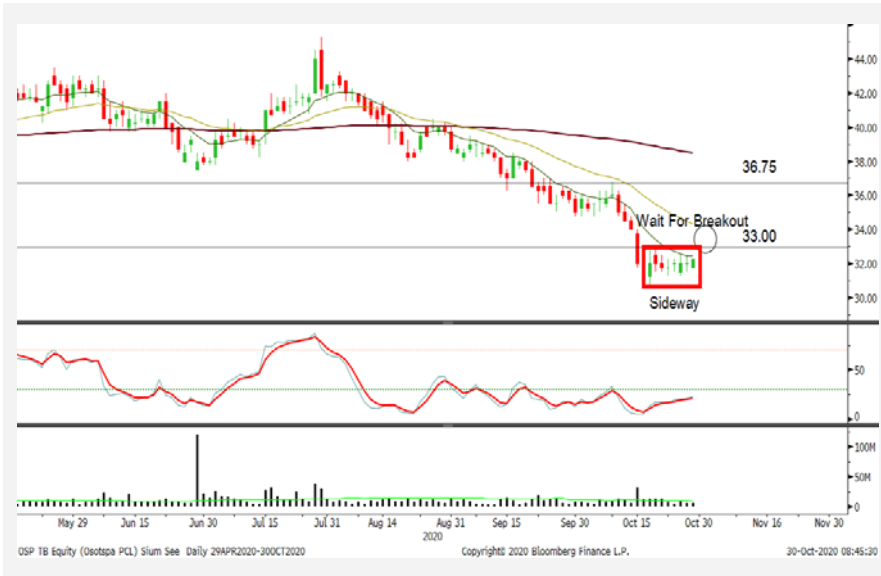 44.00
42.00
40.00
38.00
36.75
36.00
Wait For Breakout
34.00
33.00
32.00
30.00
Sideway
50
0
100M
50M
0
May 29 Jun 15 Jun 30 Jul 15 Jul 31 Aug 14 Aug 31 Sep 15 Sep 30 Oct 15 Oct 30 Nov 16 Nov 30
2020
OSP TB Equity (Osotspa PCL) Sium See Daily 29APR2020-30OCT2020 Copyright© 2020 Bloomberg Finance L.P. 30-Oct-2020 08:45:30